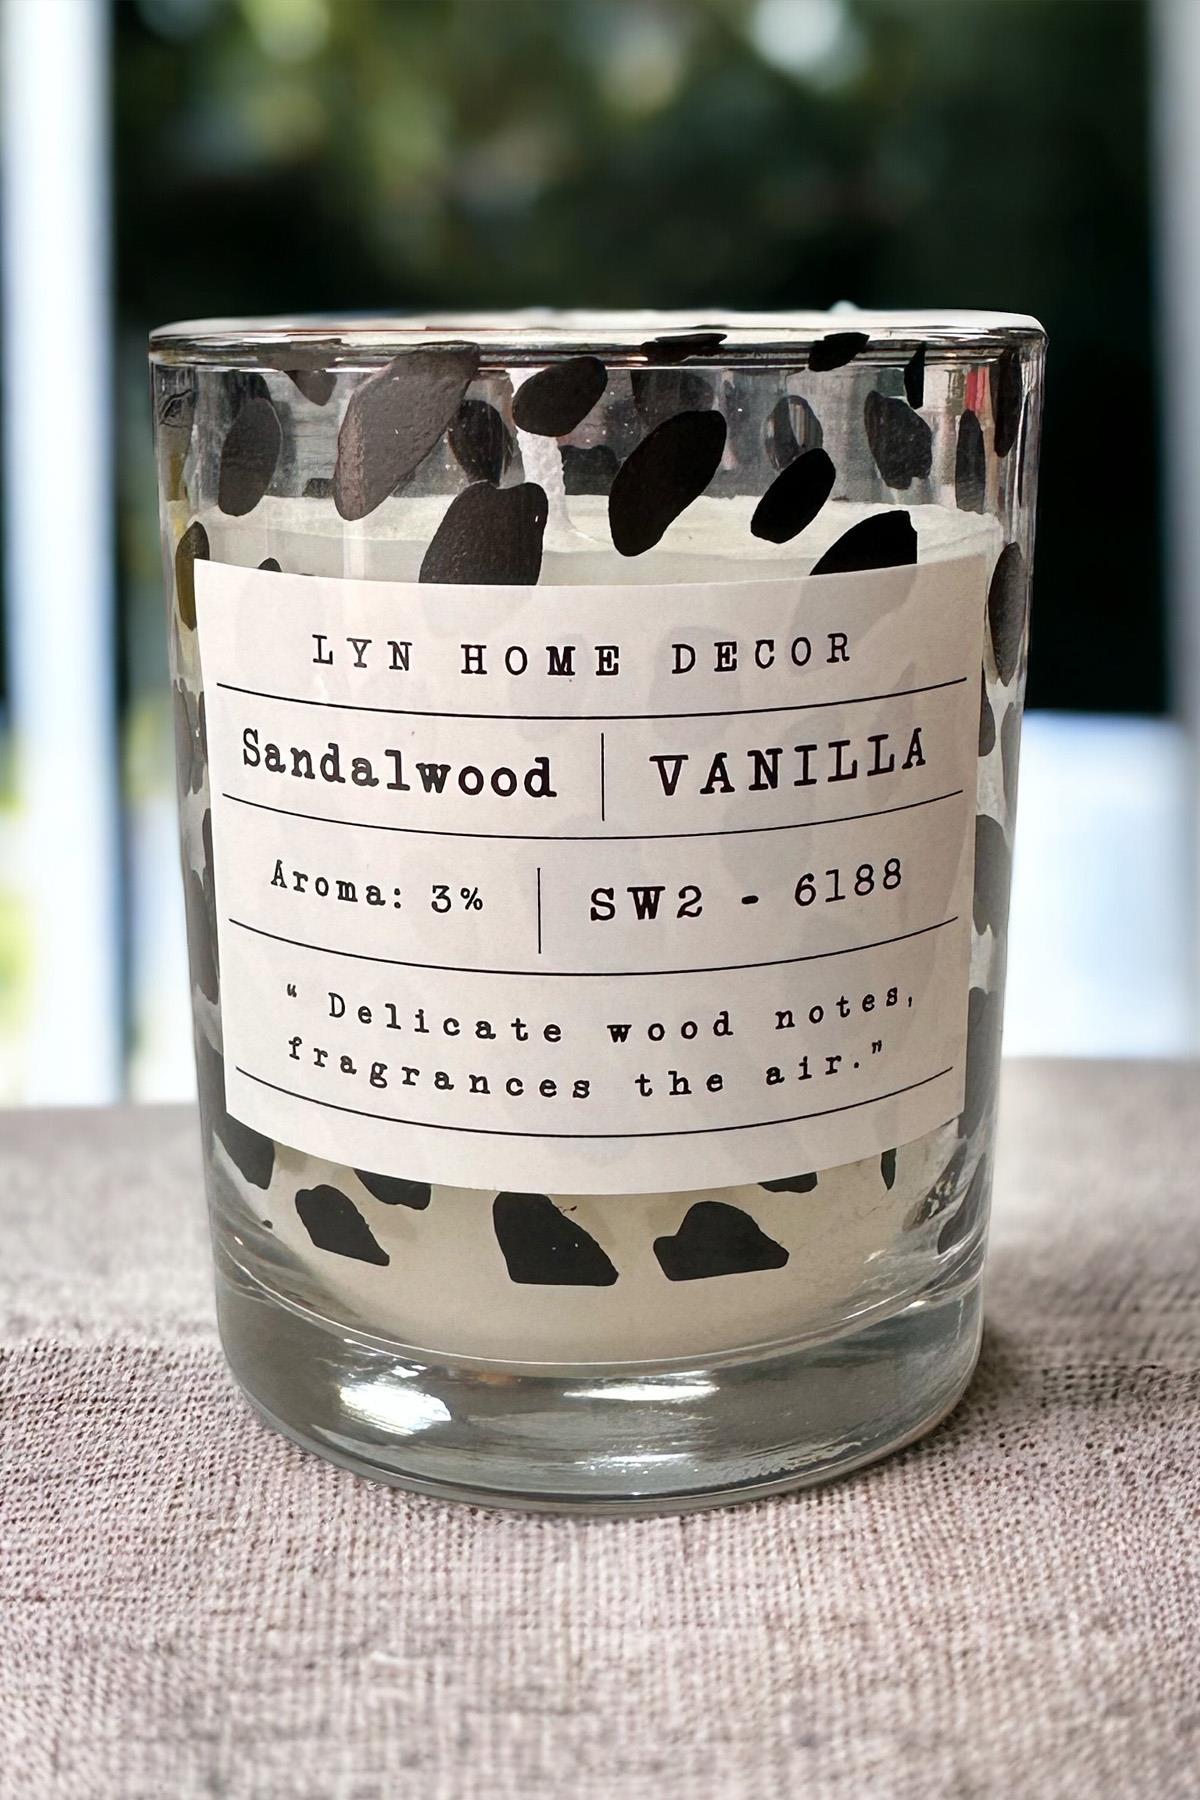 LYN HOME DECOR
Sandalwood | VANILLA
Aroma: 3% | SW2 - 6188
“ Delicate wood notes,
fragrances the air.”